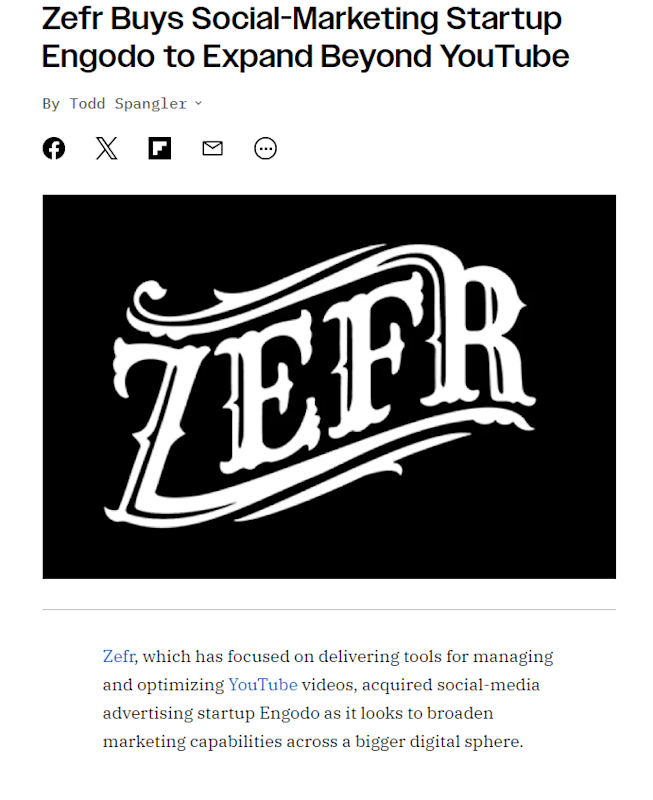 Zefr Buys Social-Marketing Startup
Engodo to Expand Beyond YouTube
By Todd Spangler
ZEFR
Zefr, which has focused on delivering tools for managing
and optimizing YouTube videos, acquired social-media
advertising startup Engodo as it looks to broaden
marketing capabilities across a bigger digital sphere.